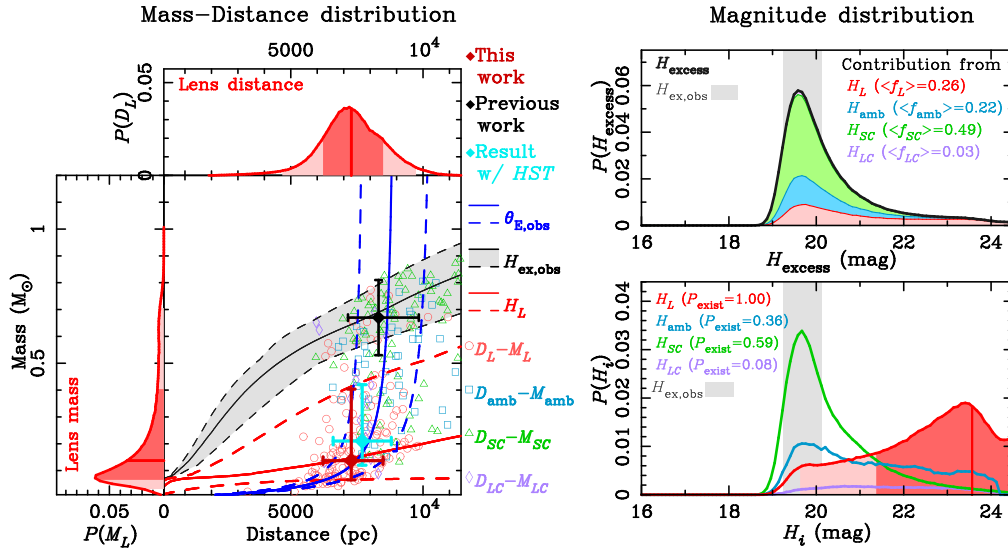 Mass-Distance distribution
5000 10⁴
0 0.05
P(D_L)
Lens distance
This work
Previous work
Result w/ HST
θ_E,obs
H_ex,obs
H_L
D_L-M_L
D_amb-M_amb
D_SC-M_SC
D_LC-M_LC
Mass (M_⊙)
0.5 1
Lens mass
0.05 0
P(M_L)
5000 10⁴
Distance (pc)
Magnitude distribution
H_excess
H_ex,obs
Contribution from
H_L (<f_L>=0.26)
H_amb (<f_amb>=0.22)
H_SC (<f_SC>=0.49)
H_LC (<f_LC>=0.03)
P(H_excess)
0 0.02 0.04 0.06
16 18 20 22 24
H_excess (mag)
H_L (P_exist=1.00)
H_amb (P_exist=0.36)
H_SC (P_exist=0.59)
H_LC (P_exist=0.08)
H_ex,obs
P(H_i)
0 0.01 0.02 0.03 0.04
16 18 20 22 24
H_i (mag)